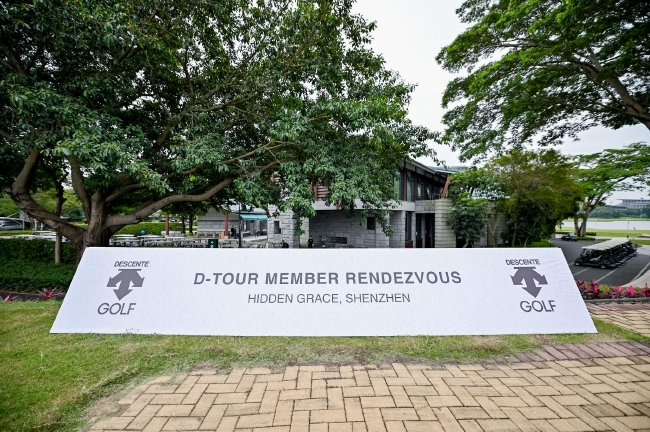 DESCENTE
GOLF
D-TOUR MEMBER RENDEZVOUS
HIDDEN GRACE, SHENZHEN
DESCENTE
GOLF